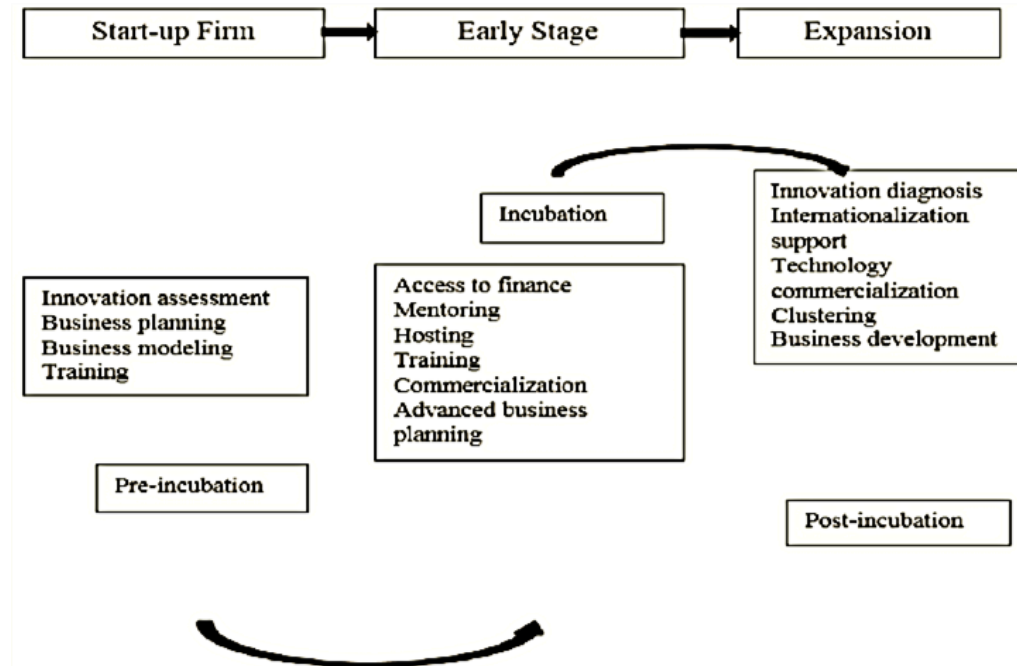 Start-up Firm
Early Stage
Expansion
Incubation
Innovation diagnosis
Internationalization
support
Technology
commercialization
Clustering
Business development
Innovation assessment
Business planning
Business modeling
Training
Access to finance
Mentoring
Hosting
Training
Commercialization
Advanced business
planning
Pre-incubation
Post-incubation